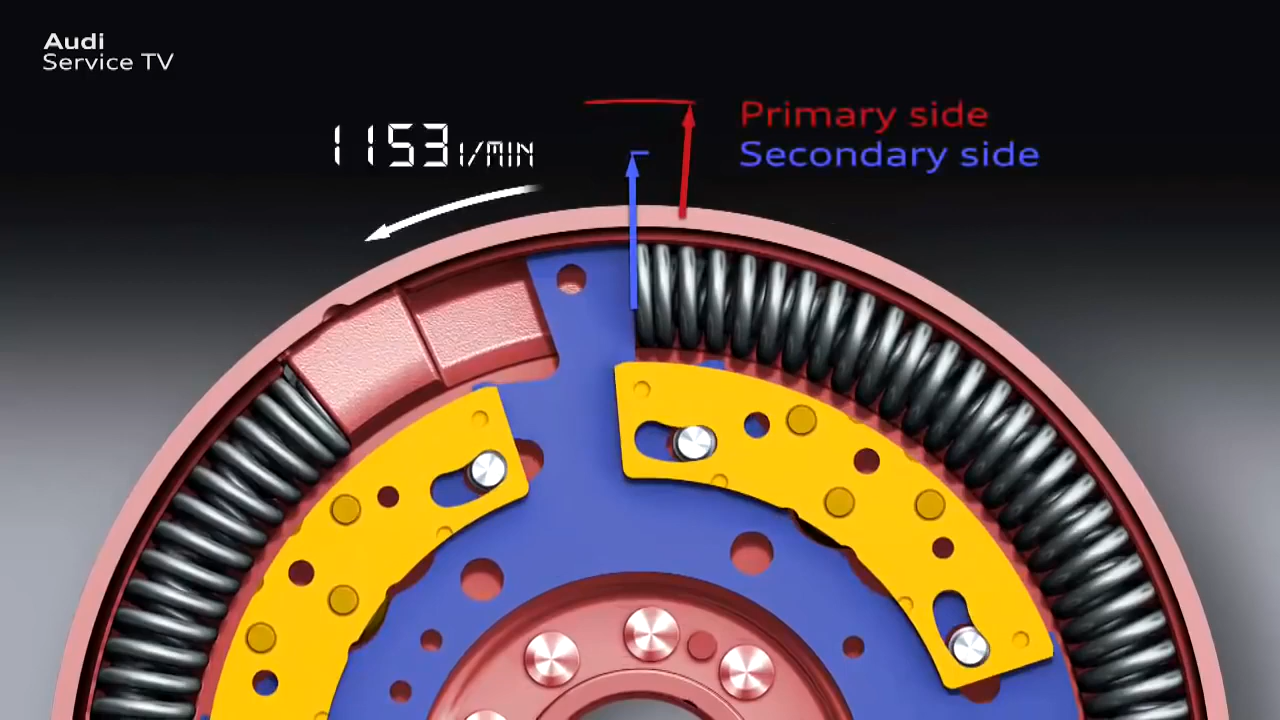 Audi
Service TV
Primary side
1153 1/MIN
Secondary side